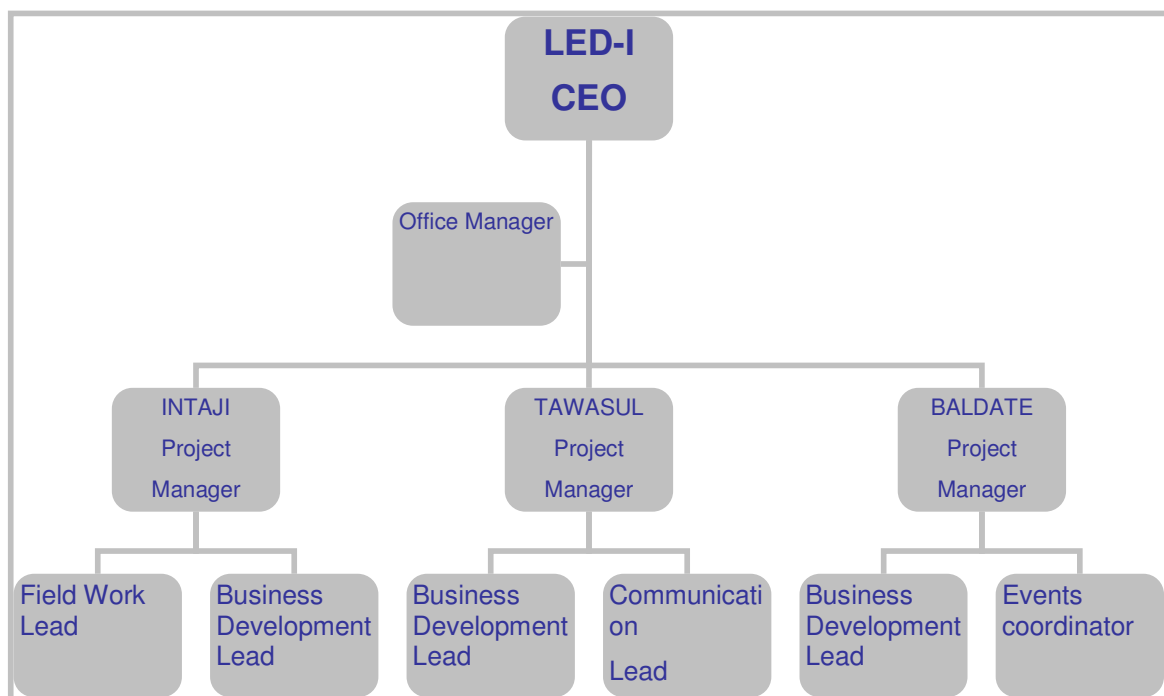 LED-I
CEO
Office Manager
INTAJI
Project
Manager
TAWASUL
Project
Manager
BALDATE
Project
Manager
Field Work
Lead
Business
Development
Lead
Business
Development
Lead
Communicati
on
Lead
Business
Development
Lead
Events
coordinator